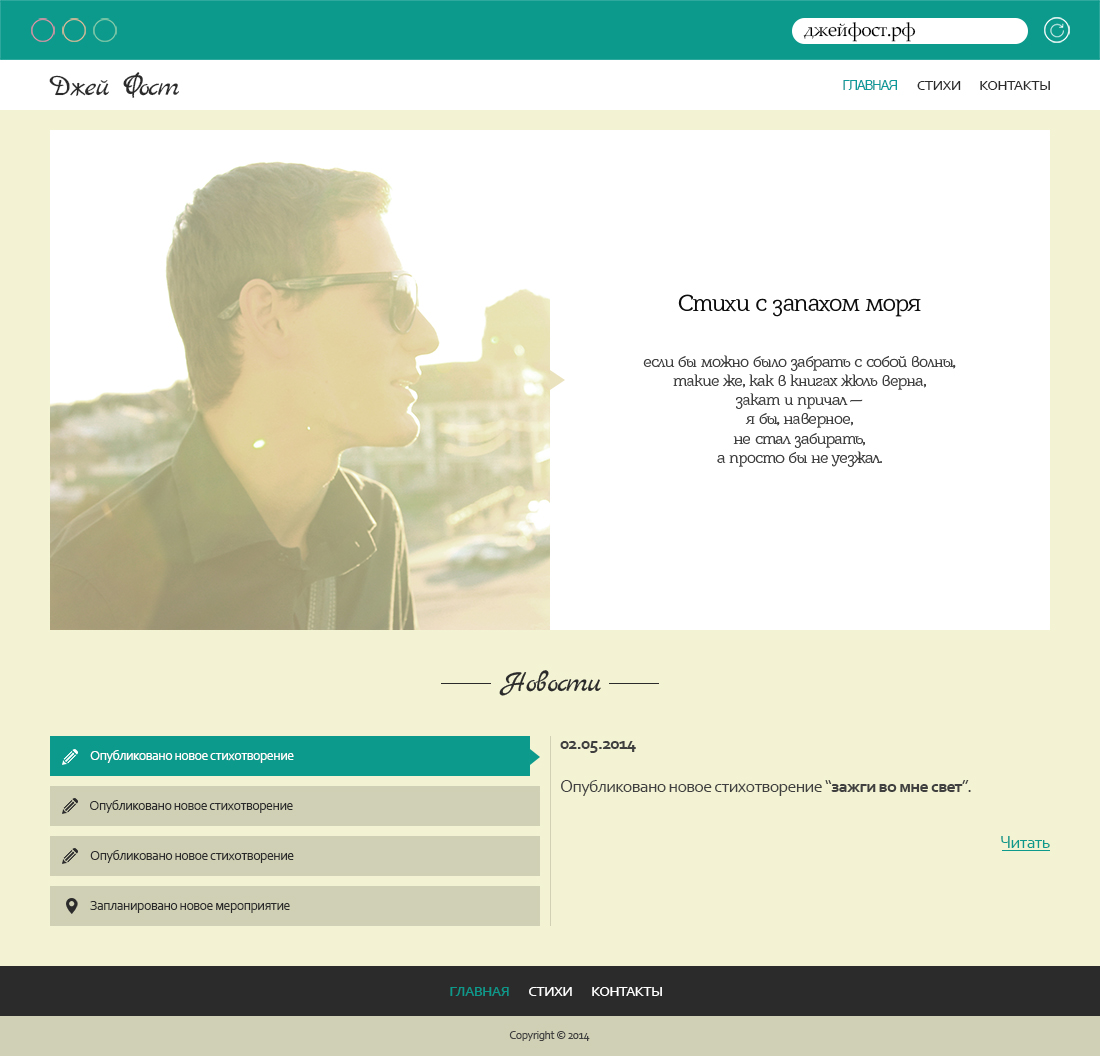 джейфост.рф
Джей Фост
ГЛАВНАЯ СТИХИ КОНТАКТЫ
Стихи с запахом моря
если бы можно было забрать с собой волны,
такие же, как в книгах жюль верна,
закат и причал —
я бы, наверное,
не стал забирать,
а просто бы не уезжал.
Новости
Опубликовано новое стихотворение
Опубликовано новое стихотворение
Опубликовано новое стихотворение
Запланировано новое мероприятие
02.05.2014
Опубликовано новое стихотворение “зажги во мне свет”.
Читать
ГЛАВНАЯ СТИХИ КОНТАКТЫ
Copyright © 2014